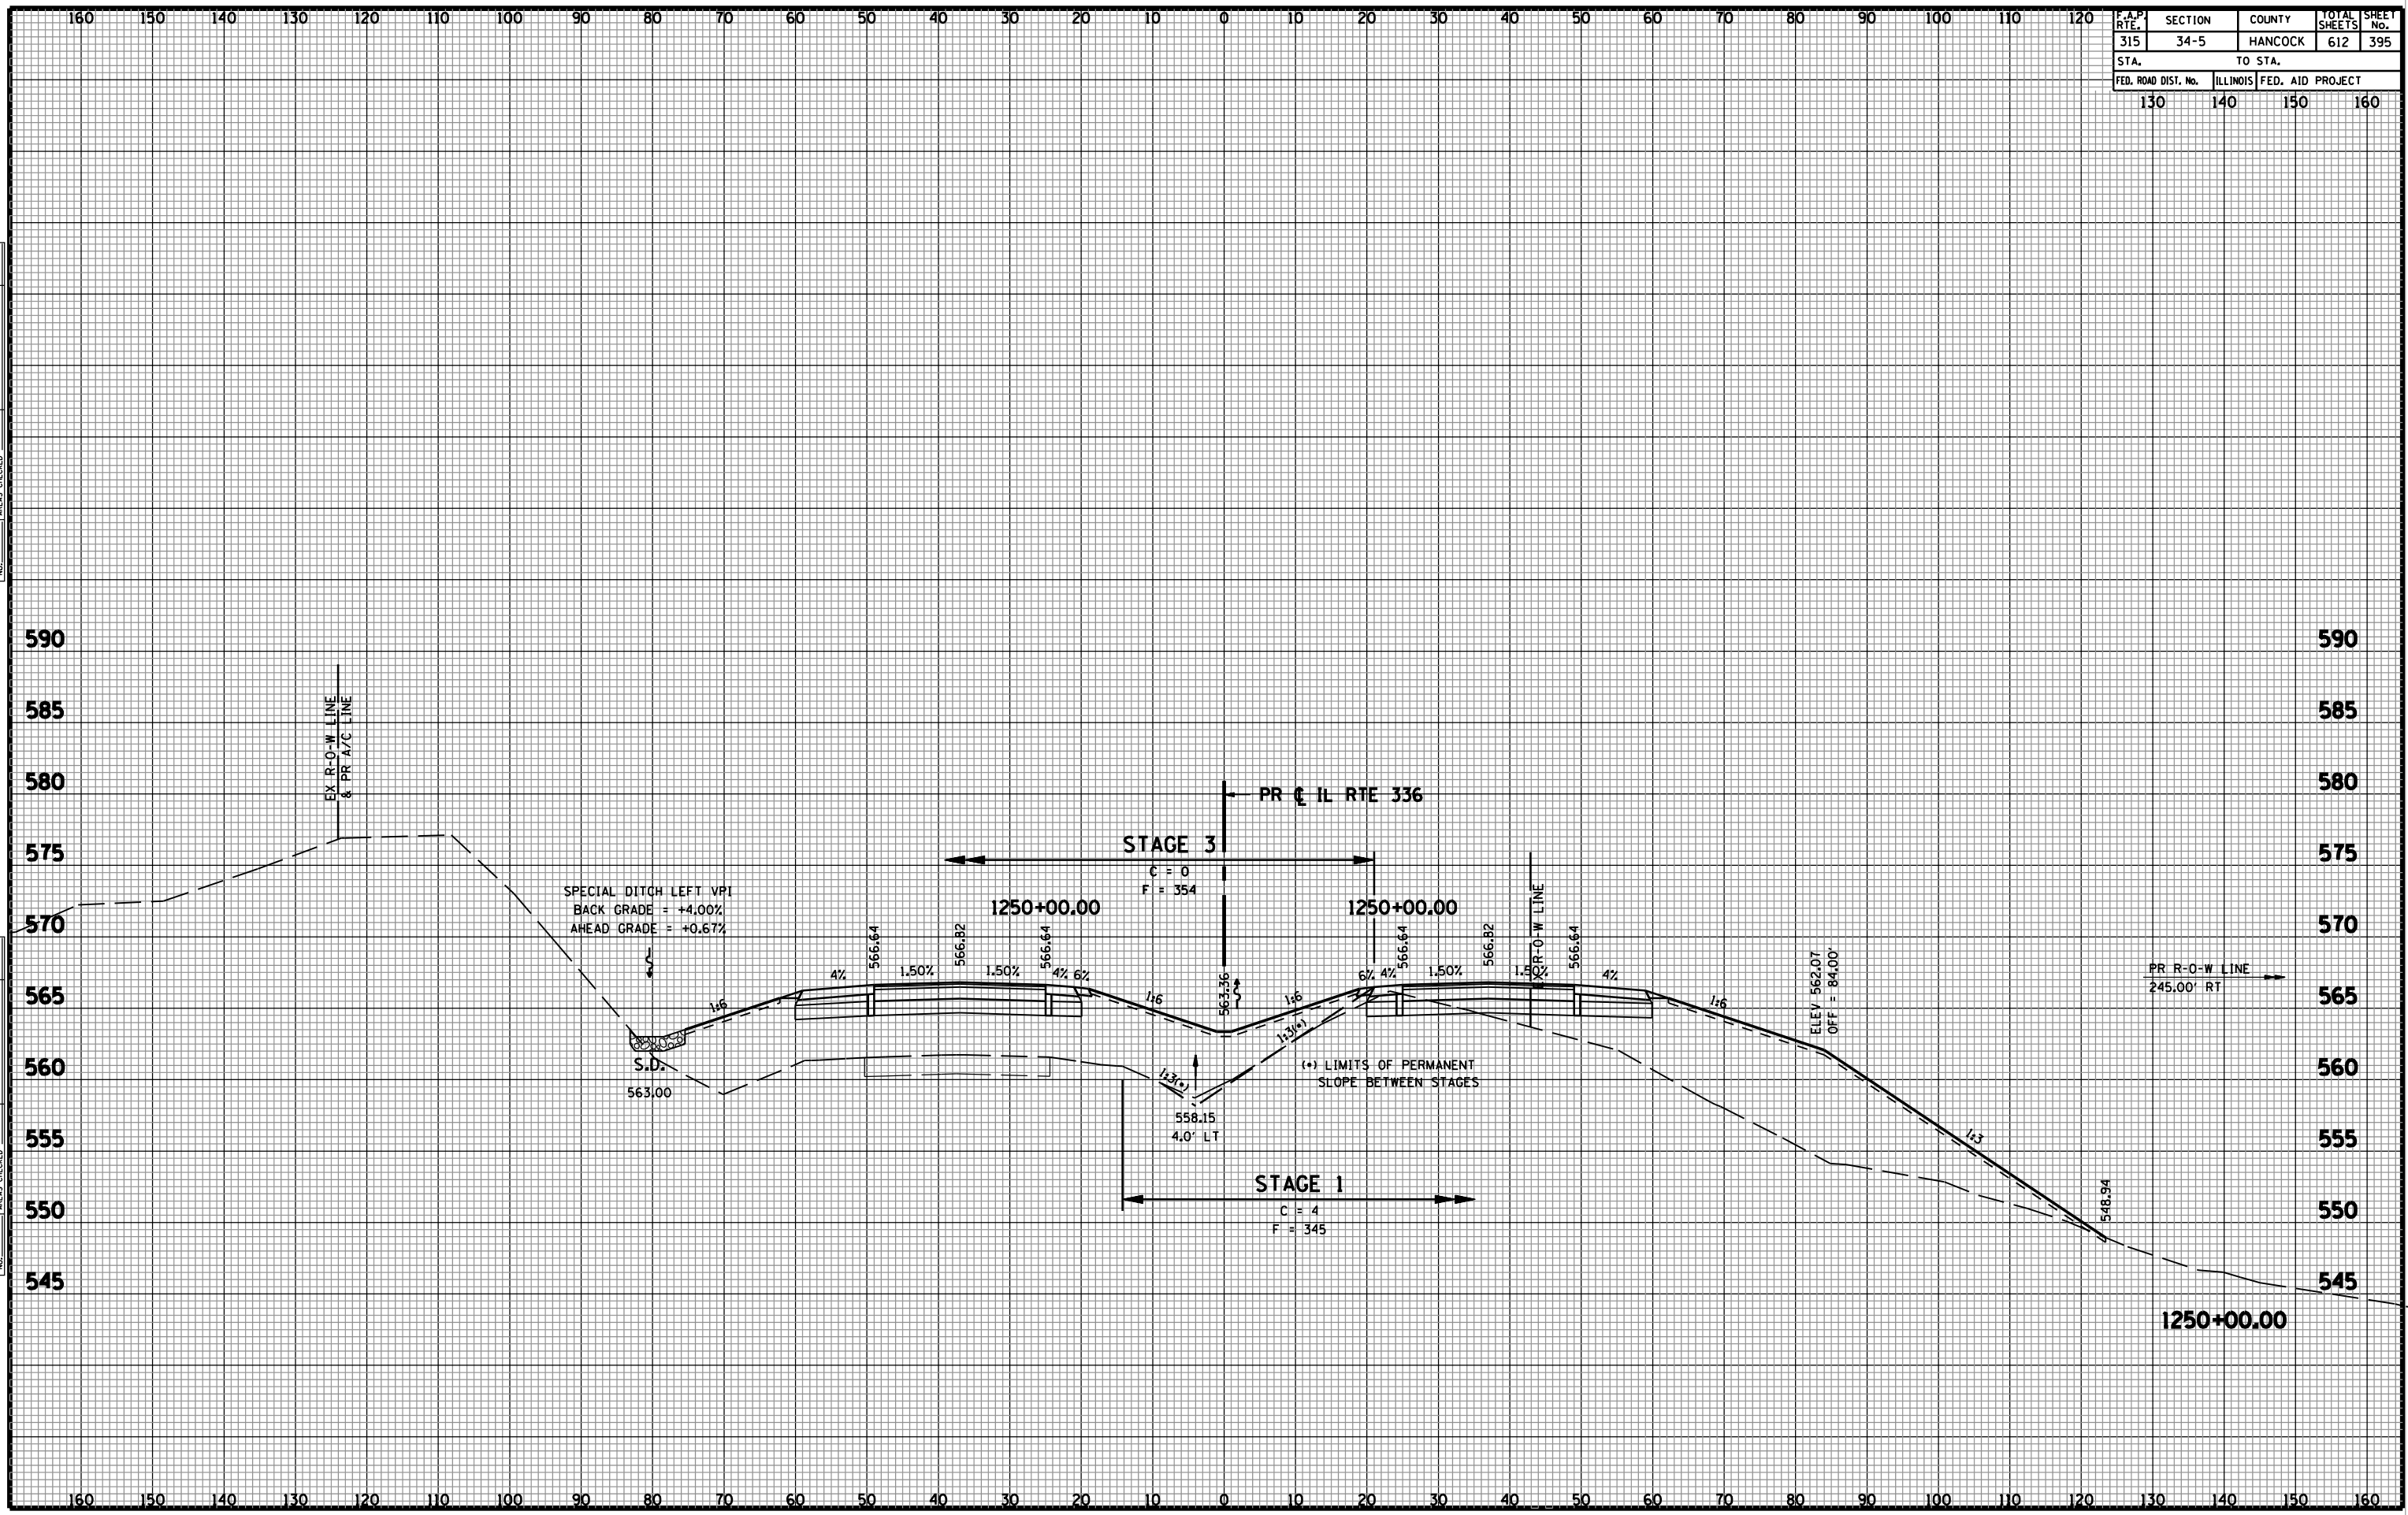 160 150 140 130 120 110 100 90 80 70 60 50 40 30 20 10 0 10 20 30 40 50 60 70 80 90 100 110 120
F.A.P. RTE. SECTION COUNTY TOTAL SHEETS SHEET No.
315 34-5 HANCOCK 612 395
STA. TO STA.
FED. ROAD DIST. No. ILLINOIS FED. AID PROJECT
130 140 150 160
590 590
585 585
580 580
575 575
570 570
565 565
560 560
555 555
550 550
545 545
EX R-O-W LINE
& PR A/C LINE
PR ℄ IL RTE 336
STAGE 3
C = 0
F = 354
SPECIAL DITCH LEFT VPI
BACK GRADE = +4.00%
AHEAD GRADE = +0.67%
1250+00.00 1250+00.00
566.64 566.82 566.64 566.64 566.82 566.64
EX R-O-W LINE
4% 1.50% 1.50% 4% 6% 6% 4% 1.50% 1.50% 4%
563.36
1:6 1:6 1:6 1:6
ELEV 562.07
OFF = 84.00'
PR R-O-W LINE
245.00' RT
1:3(•)
1:3(•)
S.D.
563.00
(•) LIMITS OF PERMANENT
SLOPE BETWEEN STAGES
558.15
4.0' LT
1:3
548.94
STAGE 1
C = 4
F = 345
1250+00.00
160 150 140 130 120 110 100 90 80 70 60 50 40 30 20 10 0 10 20 30 40 50 60 70 80 90 100 110 120 130 140 150 160